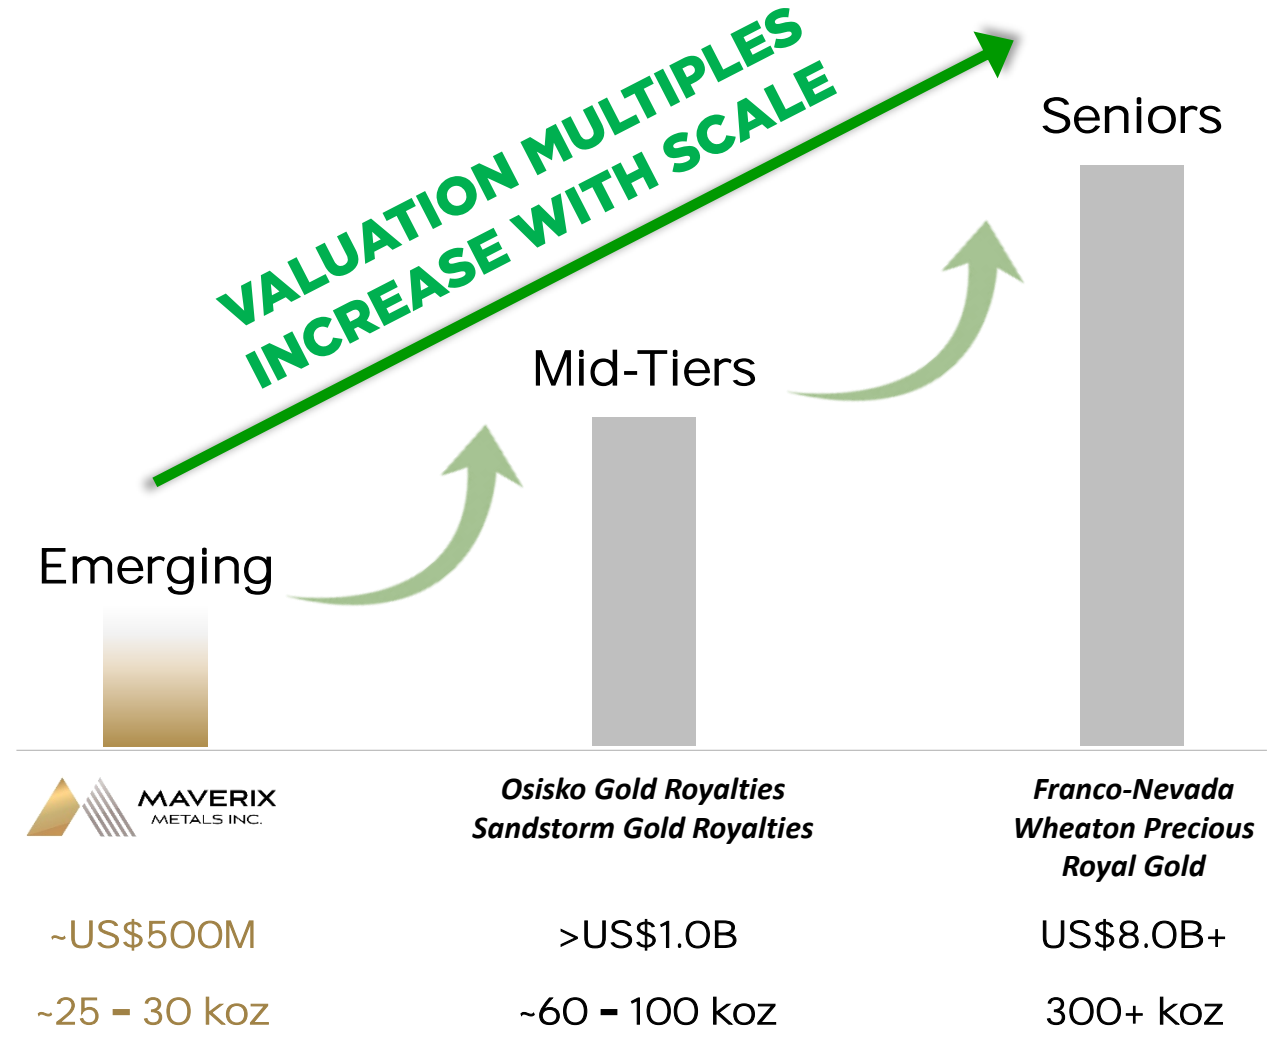 VALUATION MULTIPLES
INCREASE WITH SCALE
Seniors
Mid-Tiers
Emerging
MAVERIX
METALS INC.
Osisko Gold Royalties
Sandstorm Gold Royalties
Franco-Nevada
Wheaton Precious
Royal Gold
~US$500M
>US$1.0B
US$8.0B+
~25 – 30 koz
~60 – 100 koz
300+ koz